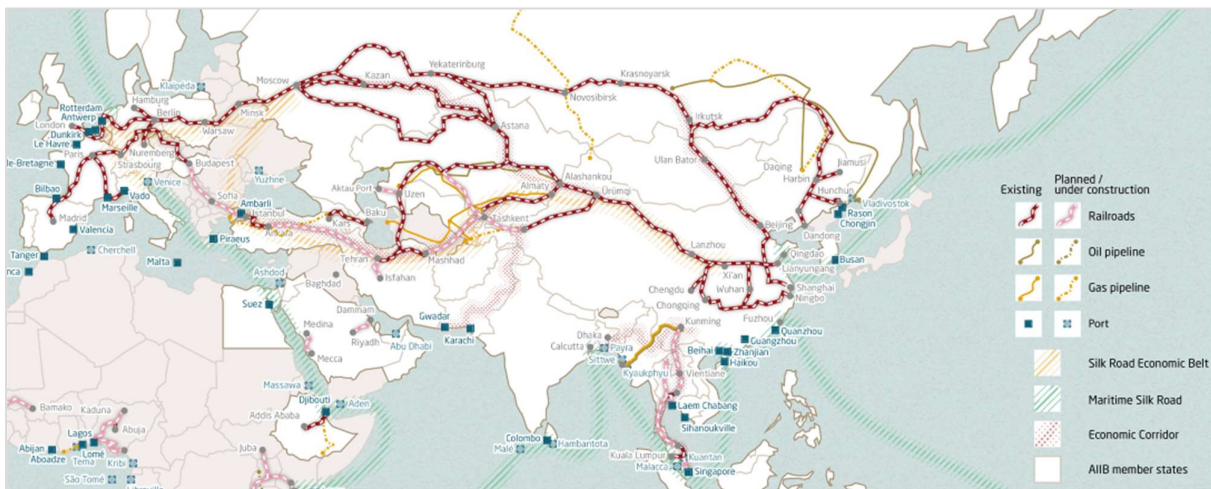 Klaipėda
Moscow
Kazan
Yekaterinburg
Krasnoyarsk
Novosibirsk
Rotterdam
Antwerp
Hamburg
Berlin
London
Dunkirk
Le Havre
Warsaw
Minsk
Astana
Irkutsk
Paris
Strasbourg
Nuremberg
Budapest
Ulan Bator
Daqing
Jiamusi
Harbin
Hunchun
Vladivostok
Rason
Chongjin
Venice
Yuzhne
Aktau Port
Uzen
Almaty
Alashankou
Ürümqi
Bilbao
Vado
Marseille
Sofia
Ambarli
Istanbul
Kars
Baku
Tashkent
Beijing
Dandong
Madrid
Valencia
Piraeus
Tanger
Cherchell
Malta
Tehran
Mashhad
Isfahan
Lanzhou
Xi'an
Qingdao
Lianyungang
Busan
Ashdod
Baghdad
Chengdu
Wuhan
Shanghai
Ningbo
Chongqing
Suez
Dammam
Medina
Riyadh
Mecca
Abu Dhabi
Gwadar
Karachi
Fuzhou
Quanzhou
Guangzhou
Kunming
Dhaka
Calcutta
Payra
Sittwe
Kyaukphyu
Beihai
Zhanjian
Haikou
Vientiane
Massawa
Djibouti
Aden
Addis Ababa
Laem Chabang
Sihanoukville
Bamako
Kaduna
Abuja
Lagos
Abijan
Lomé
Aboadze
Tema
Kribi
São Tomé
Juba
Colombo
Hambantota
Malé
Kuala Lumpur
Kuantan
Malacca
Singapore
Existing
Planned /
under construction
Railroads
Oil pipeline
Gas pipeline
Port
Silk Road Economic Belt
Maritime Silk Road
Economic Corridor
AIIB member states